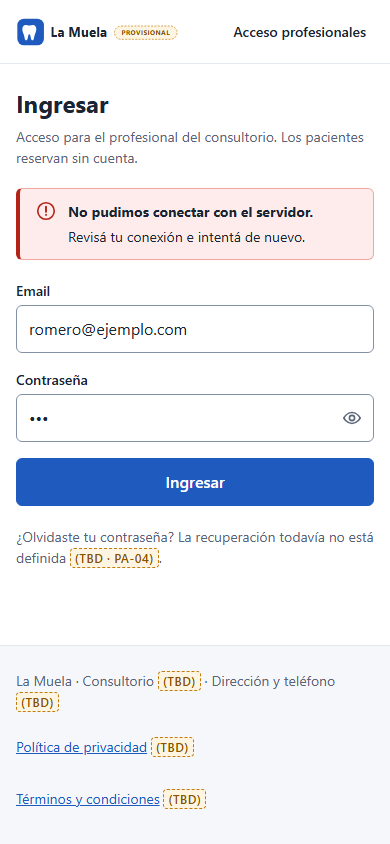 La Muela PROVISIONAL Acceso profesionales
Ingresar
Acceso para el profesional del consultorio. Los pacientes
reservan sin cuenta.
No pudimos conectar con el servidor.
Revisá tu conexión e intentá de nuevo.
Email
romero@ejemplo.com
Contraseña
•••
Ingresar
¿Olvidaste tu contraseña? La recuperación todavía no está
definida (TBD · PA-04).
La Muela · Consultorio (TBD) · Dirección y teléfono
(TBD)
Política de privacidad (TBD)
Términos y condiciones (TBD)